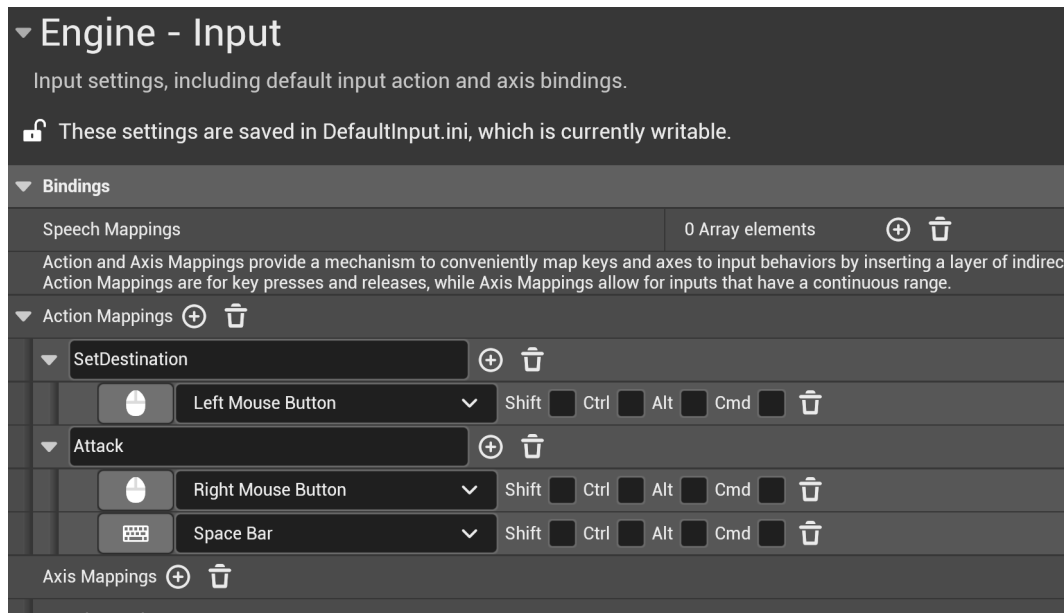 Engine - Input
Input settings, including default input action and axis bindings.
These settings are saved in DefaultInput.ini, which is currently writable.
Bindings
Speech Mappings 0 Array elements
Action and Axis Mappings provide a mechanism to conveniently map keys and axes to input behaviors by inserting a layer of indirec
Action Mappings are for key presses and releases, while Axis Mappings allow for inputs that have a continuous range.
Action Mappings
SetDestination
Left Mouse Button Shift Ctrl Alt Cmd
Attack
Right Mouse Button Shift Ctrl Alt Cmd
Space Bar Shift Ctrl Alt Cmd
Axis Mappings